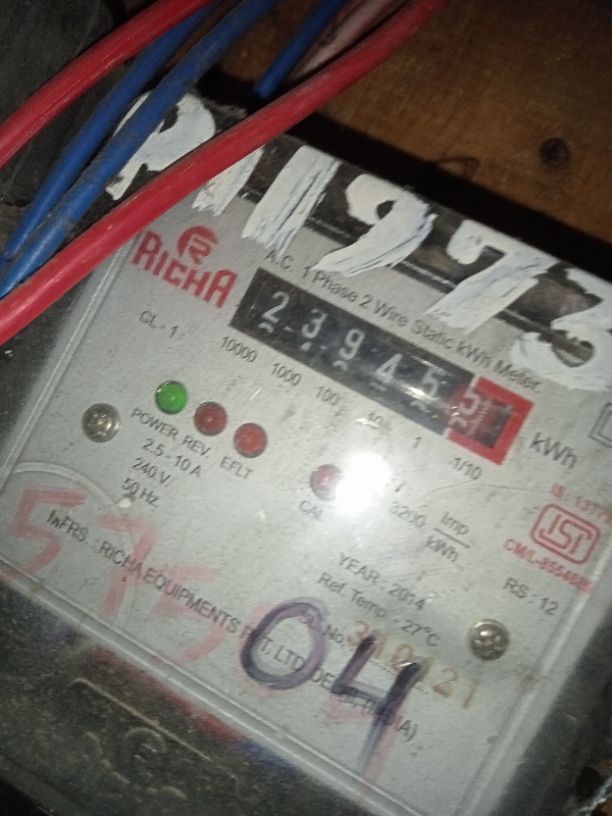 M1973
RICHA
A.C. 1 Phase 2 Wire Static kWh Meter
CL - 1
2 3 9 4 5 5
10000 1000 100 10 1 1/10
kWh
POWER REV. EFLT
2.5 - 10 A
240 V
50 Hz
CAL
3200 Imp
kWh
ISI
RS : 12
YEAR : 2014
Ref. Temp - 27°C
MFRS. : RICHA EQUIPMENTS PVT. LTD
04